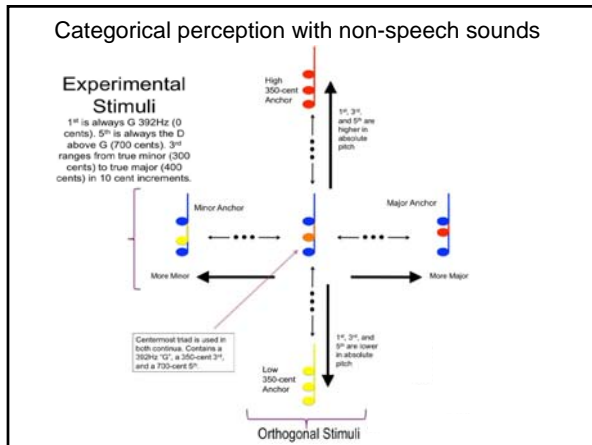 Categorical perception with non-speech sounds
Experimental
Stimuli
1st is always G 392Hz (0
cents). 5th is always the D
above G (700 cents). 3rd
ranges from true minor (300
cents) to true major (400
cents) in 10 cent increments.
High
350-cent
Anchor
1st, 3rd,
and 5th are
higher in
absolute
pitch
Minor Anchor
Major Anchor
More Minor
More Major
Centermost triad is used in
both continua. Contains a
392Hz "G", a 350-cent 3rd,
and a 700-cent 5th.
1st, 3rd, and
5th are lower
in absolute
pitch
Low
350-cent
Anchor
Orthogonal Stimuli